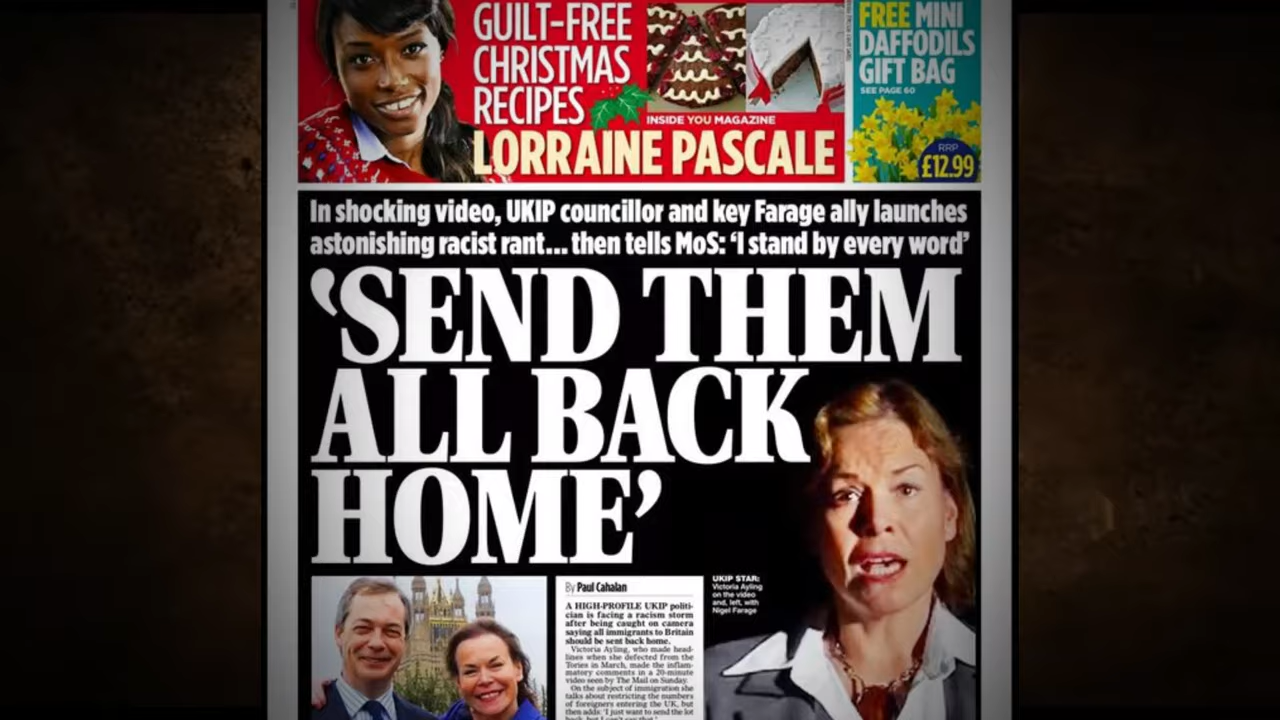 GUILT-FREE
CHRISTMAS
RECIPES
INSIDE YOU MAGAZINE
LORRAINE PASCALE
FREE MINI
DAFFODILS
GIFT BAG
SEE PAGE 60
RRP
£12.99
In shocking video, UKIP councillor and key Farage ally launches
astonishing racist rant... then tells MoS: 'I stand by every word'
'SEND THEM
ALL BACK
HOME'
By Paul Cahalan
A HIGH-PROFILE UKIP politi-
cian is facing a racism storm
after being caught on camera
saying all immigrants to Britain
should be sent back home.
Victoria Ayling, who made head-
lines when she defected from the
Tories in March, made the inflam-
matory comments in a 20-minute
video seen by The Mail on Sunday.
On the subject of immigration she
talks about restricting the numbers
of foreigners entering the UK, but
then adds: 'I just want to send the lot
back, but I can't say that.'
UKIP STAR:
Victoria Ayling
on the video
and, left, with
Nigel Farage